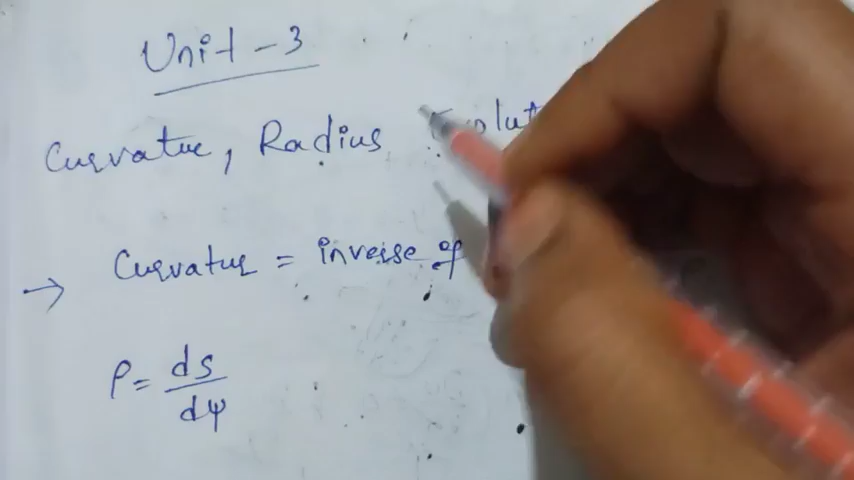 Unit - 3
Curvature, Radius
→ Curvature = inverse of
ρ = ds/dψ